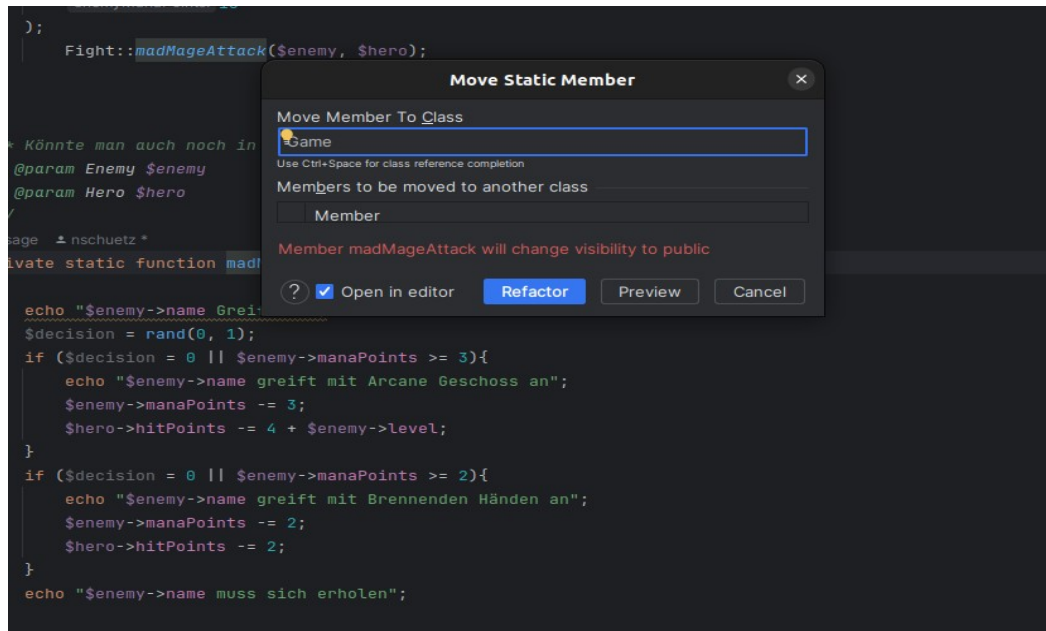 );
Fight::madMageAttack($enemy, $hero);
Move Static Member
Move Member To Class
Game
Use Ctrl+Space for class reference completion
Members to be moved to another class
Member
Member madMageAttack will change visibility to public
? Open in editor Refactor Preview Cancel
* Könnte man auch noch in
@param Enemy $enemy
@param Hero $hero
/
sage nschuetz *
ivate static function mad
echo "$enemy->name Grei
$decision = rand(0, 1);
if ($decision = 0 || $enemy->manaPoints >= 3){
echo "$enemy->name greift mit Arcane Geschoss an";
$enemy->manaPoints -= 3;
$hero->hitPoints -= 4 + $enemy->level;
}
if ($decision = 0 || $enemy->manaPoints >= 2){
echo "$enemy->name greift mit Brennenden Händen an";
$enemy->manaPoints -= 2;
$hero->hitPoints -= 2;
}
echo "$enemy->name muss sich erholen";